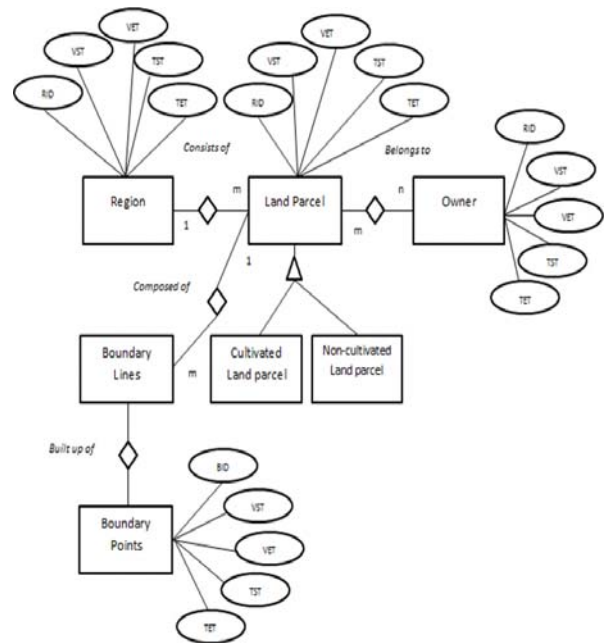 VET
VET
VST
TST
VST
TST
RID
TET
RID
TET
Consists of
Belongs to
RID
VST
VET
TST
TET
Region
m
Land Parcel
n
Owner
1
m
1
Composed of
Boundary
Lines
m
Cultivated
Land parcel
Non-cultivated
Land parcel
Built up of
BID
VST
VET
TST
TET
Boundary
Points